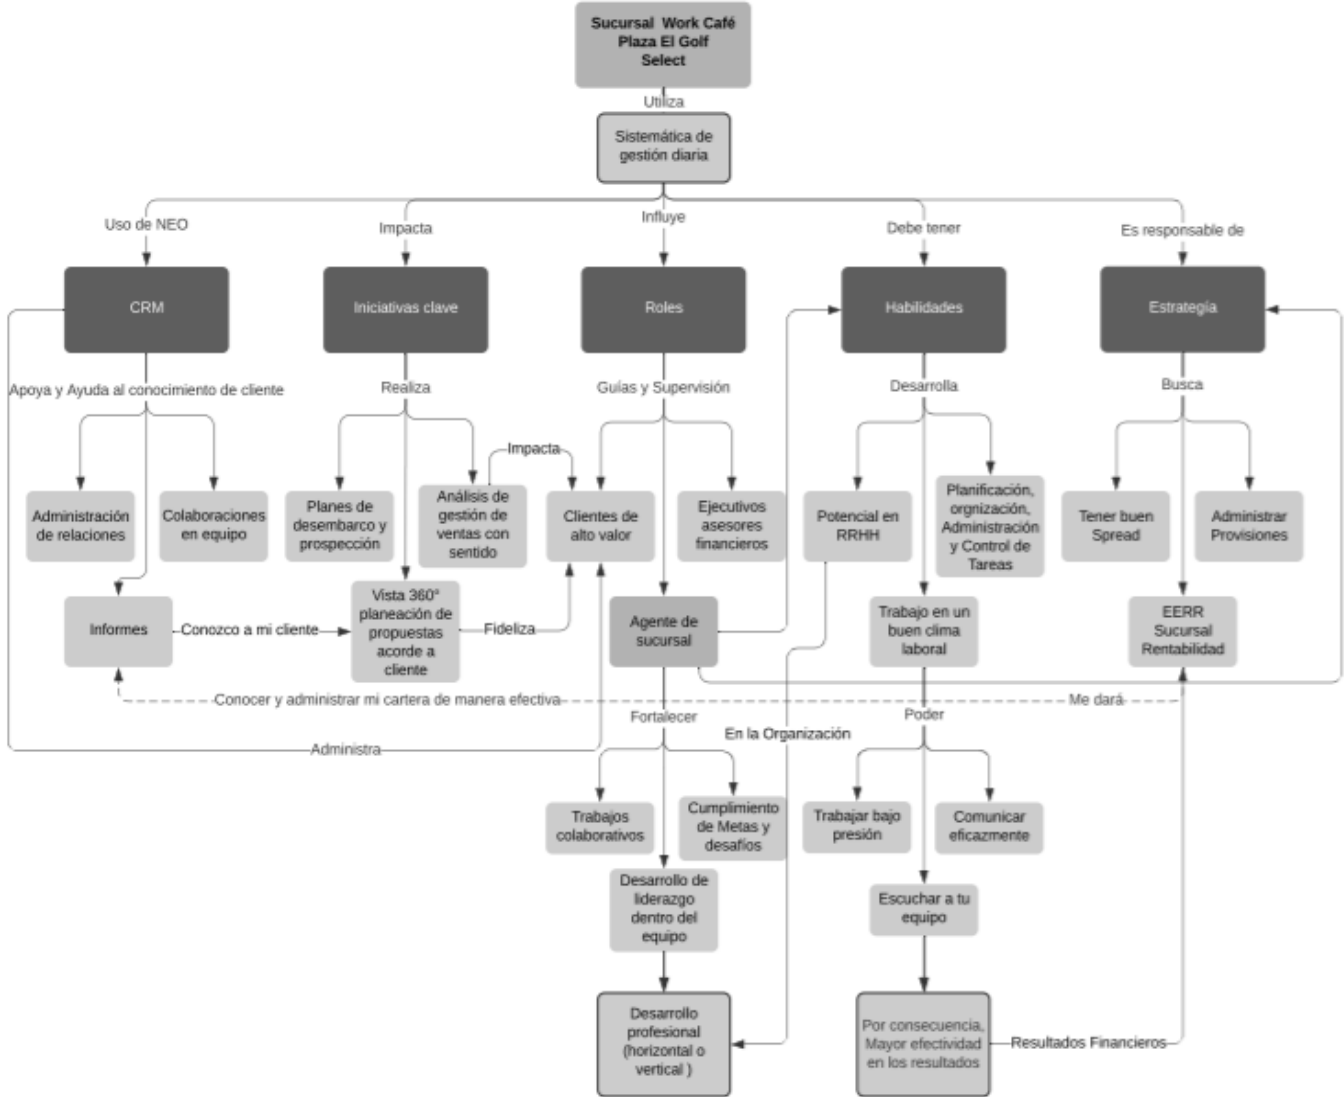 Sucursal Work Café
Plaza El Golf
Select
Utiliza
Sistemática de
gestión diaria
Uso de NEO
Impacta
Influye
Debe tener
Es responsable de
CRM
Iniciativas clave
Roles
Habilidades
Estrategía
Apoya y Ayuda al conocimiento de cliente
Realiza
Guías y Supervisión
Desarrolla
Busca
Impacta
Administración
de relaciones
Colaboraciones
en equipo
Planes de
desembarco y
prospección
Análisis de
gestión de
ventas con
sentido
Clientes de
alto valor
Ejecutivos
asesores
financieros
Potencial en
RRHH
Planificación,
orgnización,
Administración
y Control de
Tareas
Tener buen
Spread
Administrar
Provisiones
Informes
Conozco a mi cliente
Vista 360°
planeación de
propuestas
acorde a
cliente
Fideliza
Agente de
sucursal
Trabajo en un
buen clima
laboral
EERR
Sucursal
Rentabilidad
Conocer y administrar mi cartera de manera efectiva
Me dará
Fortalecer
Poder
En la Organización
Administra
Trabajos
colaborativos
Cumplimiento
de Metas y
desafíos
Trabajar bajo
presión
Comunicar
eficazmente
Desarrollo de
liderazgo
dentro del
equipo
Escuchar a tu
equipo
Desarrollo
profesional
(horizontal o
vertical )
Por consecuencia,
Mayor efectividad
en los resultados
Resultados Financieros